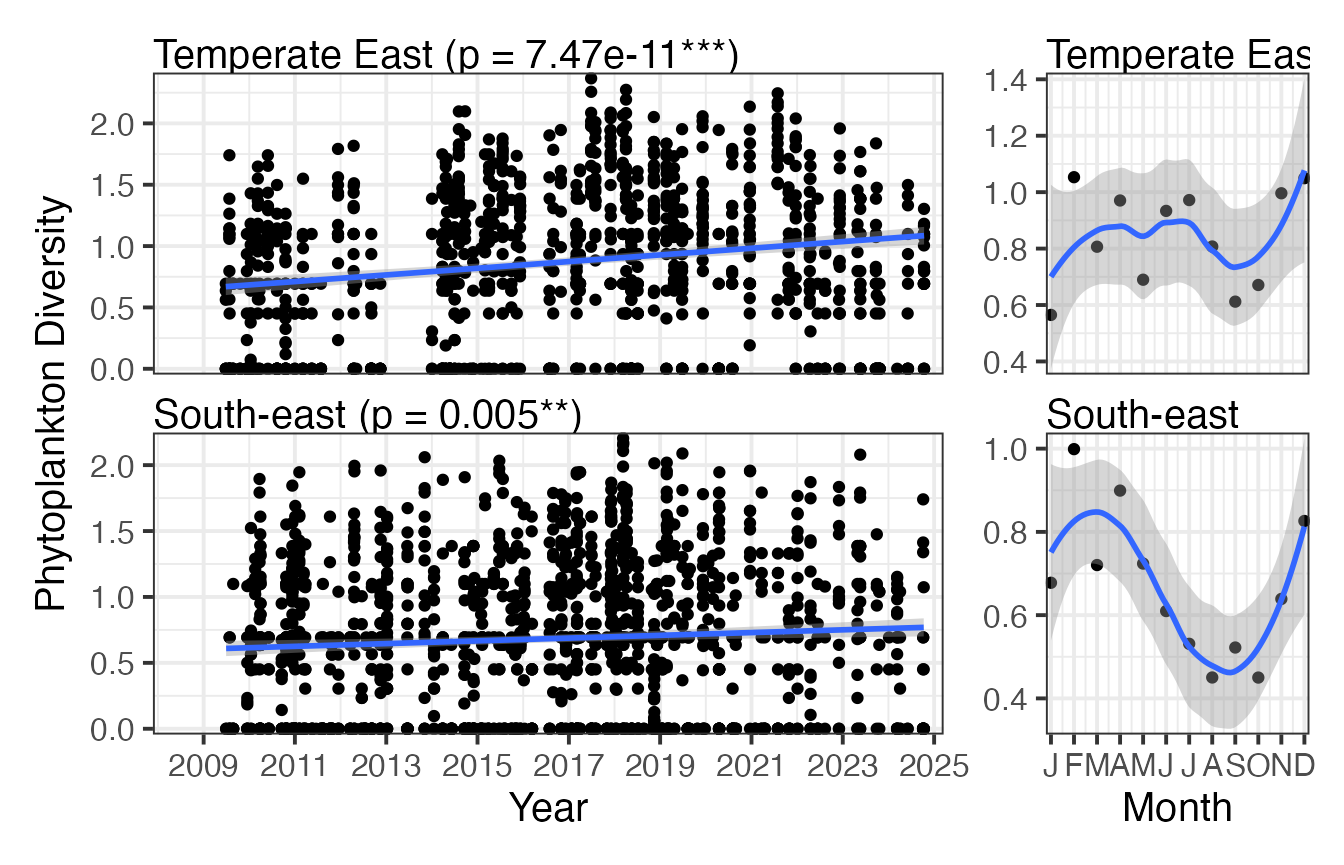 Temperate East (p = 7.47e-11***)
Temperate Eas
2.0
1.5
1.0
0.5
0.0
1.4
1.2
1.0
0.8
0.6
0.4
Phytoplankton Diversity
South-east (p = 0.005**)
South-east
2.0
1.5
1.0
0.5
0.0
1.0
0.8
0.6
0.4
2009 2011 2013 2015 2017 2019 2021 2023 2025
J F M A M J J A S O N D
Year
Month